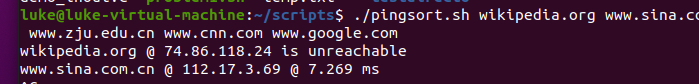 luke@luke-virtual-machine:~/scripts$ ./pingsort.sh wikipedia.org www.sina.co
www.zju.edu.cn www.cnn.com www.google.com
wikipedia.org @ 74.86.118.24 is unreachable
www.sina.com.cn @ 112.17.3.69 @ 7.269 ms